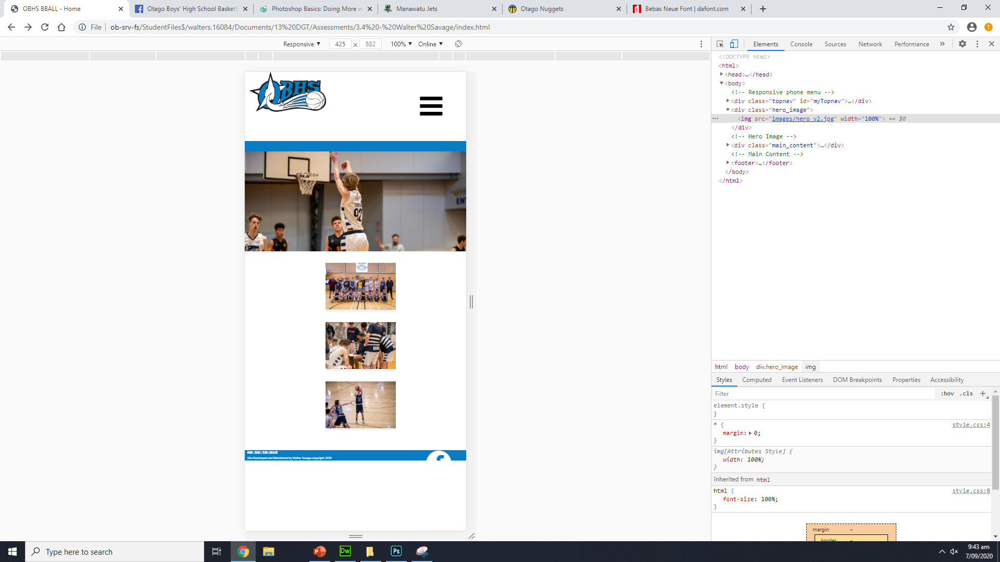 OBHS BBALL - Home
Otago Boys' High School Basketb
Photoshop Basics: Doing More w
Manawatu Jets
Otago Nuggets
Bebas Neue Font | dafont.com
File
ob-srv-fs/StudentFiles$/walters.16084/Documents/13%20DGT/Assessments/3.4%20-%20Walter%20Savage/index.html
Responsive 425 × 882 100% Online
Elements Console Sources Network Performance
<!DOCTYPE html>
<html>
<head>…</head>
<body>
<!-- Responsive phone menu -->
<div class="topnav" id="myTopnav">…</div>
<div class="hero_image">
<img src="images/hero v2.jpg" width="100%"> == $0
</div>
<!-- Hero Image -->
<div class="main_content">…</div>
<!-- Main Content -->
<footer>…</footer>
</body>
</html>
OBHS
92
ENT
HOME | NEWS | TEAM | GALLERY
Site Developed and Maintained by Walter Savage copyright 2020
html body div.hero_image img
Styles Computed Event Listeners DOM Breakpoints Properties Accessibility
Filter
:hov .cls
element.style {
}
* { style.css:4
margin: 0;
}
img[Attributes Style] {
width: 100%;
}
Inherited from html
html { style.css:8
font-size: 100%;
}
margin -
border -
Type here to search
Dw
Ps
9:43 am
7/09/2020